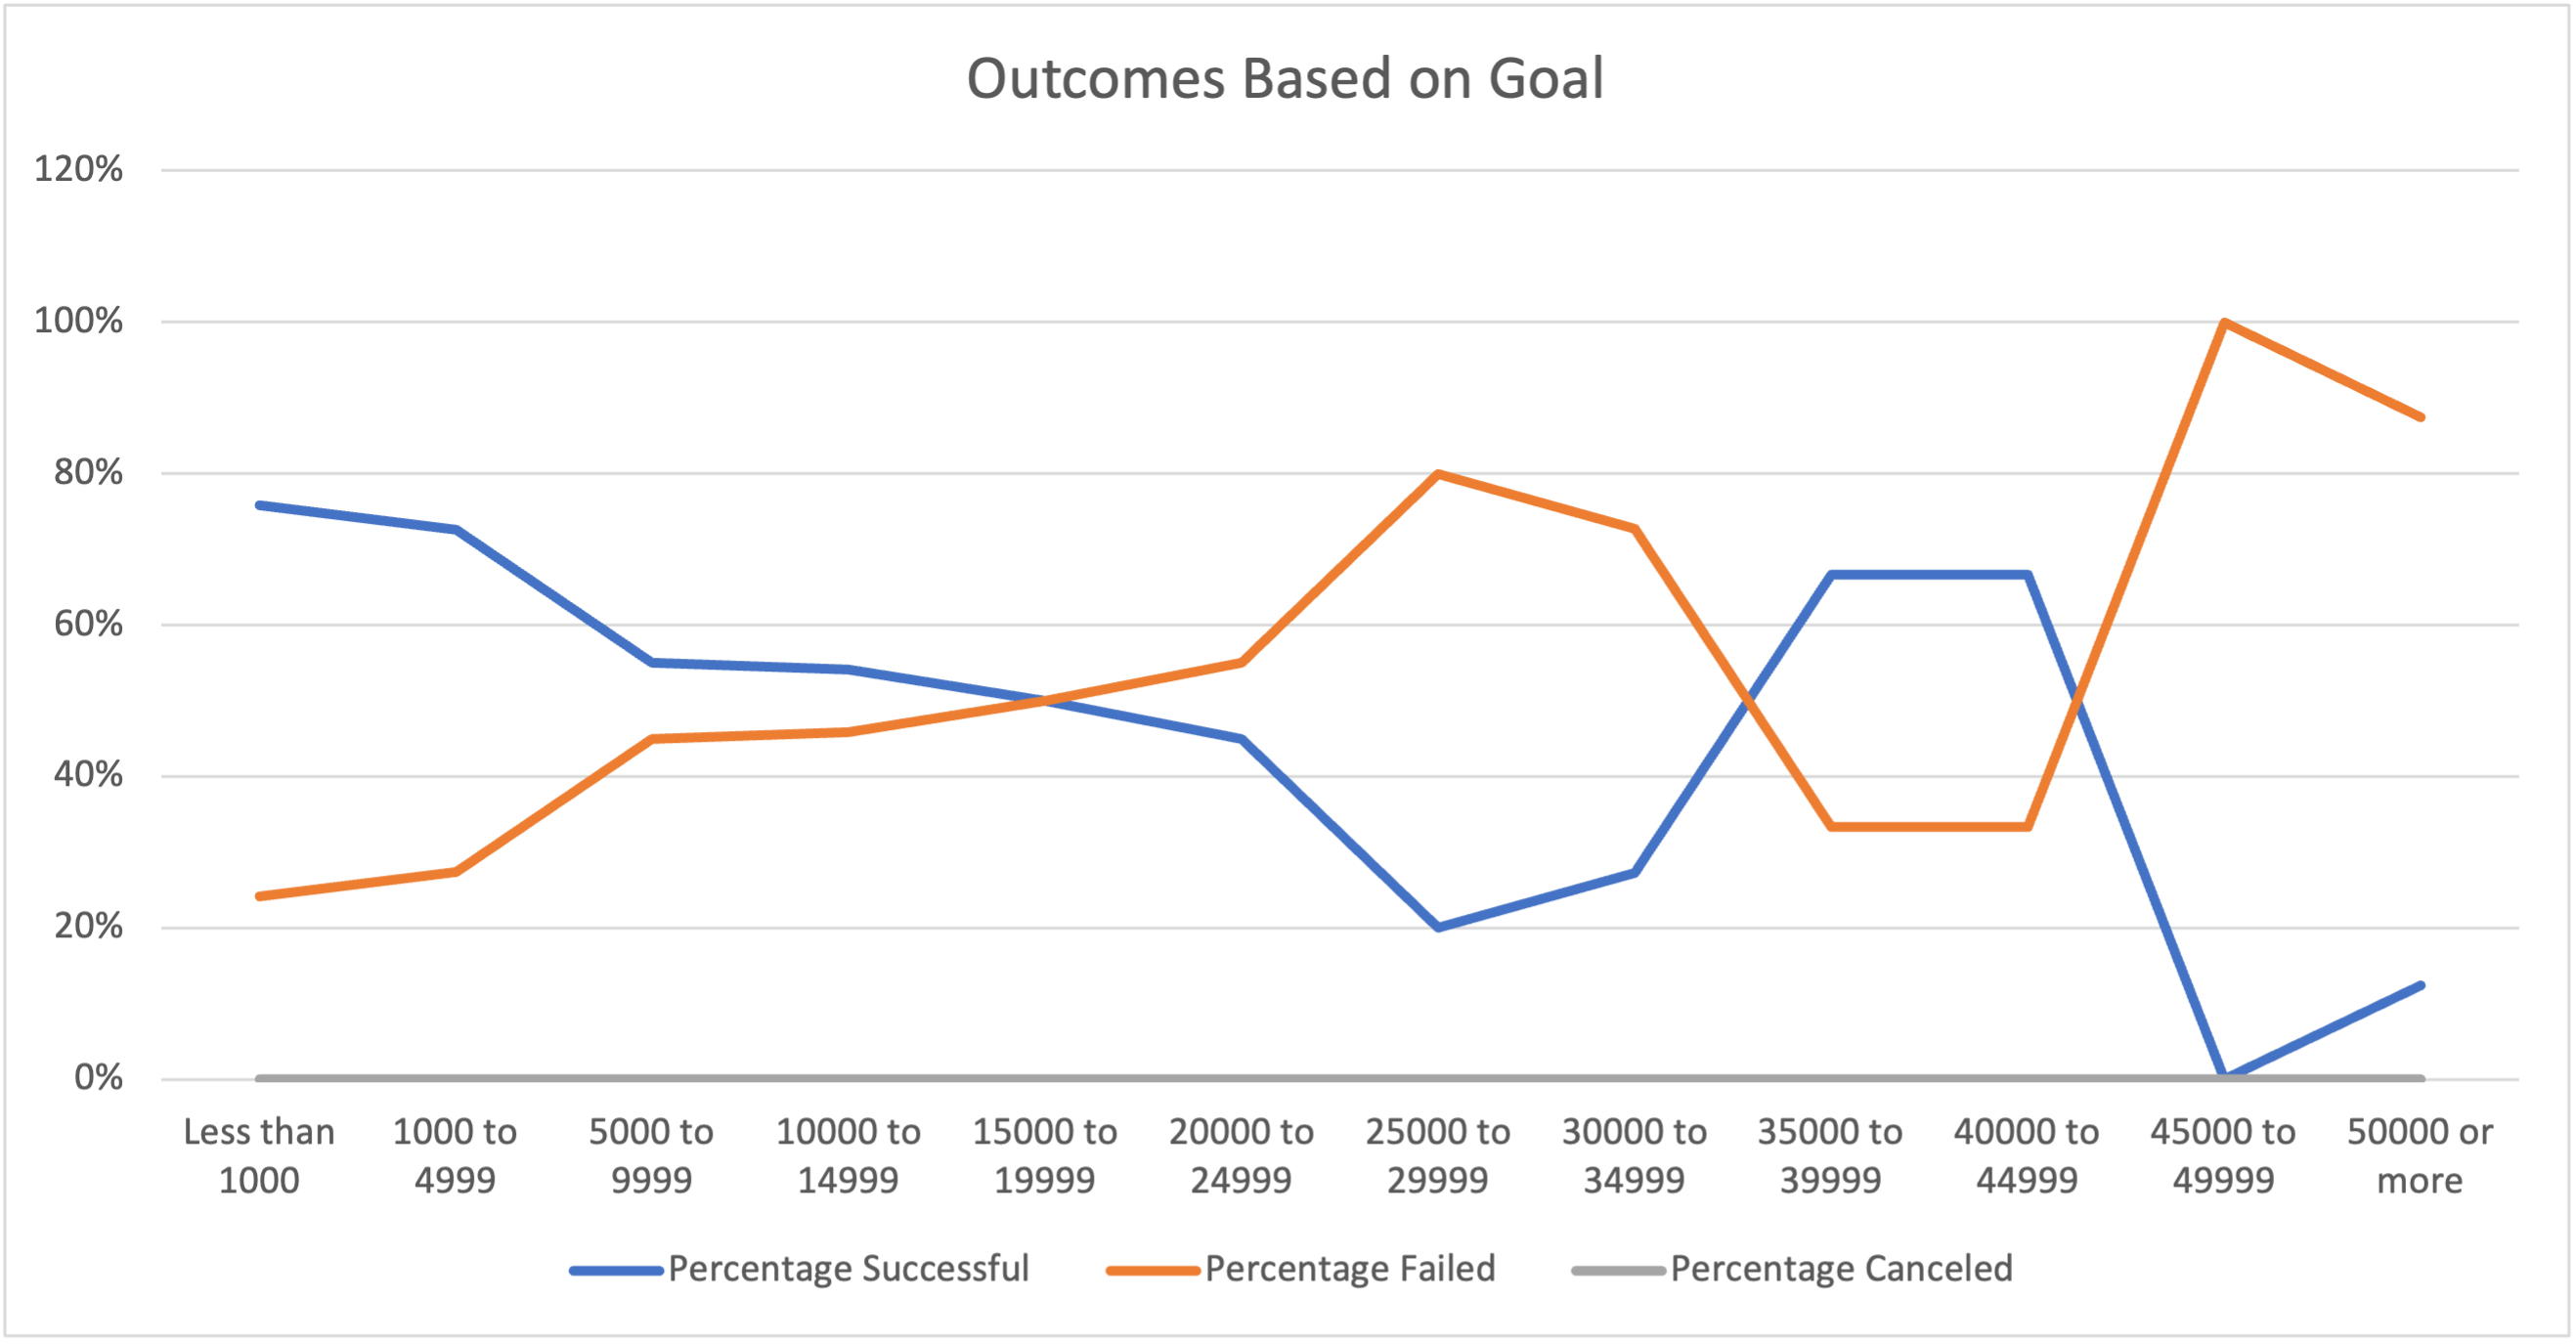 Outcomes Based on Goal
120%
100%
80%
60%
40%
20%
0%
Less than 1000 to 5000 to 10000 to 15000 to 20000 to 25000 to 30000 to 35000 to 40000 to 45000 to 50000 or
1000 4999 9999 14999 19999 24999 29999 34999 39999 44999 49999 more
Percentage Successful Percentage Failed Percentage Canceled